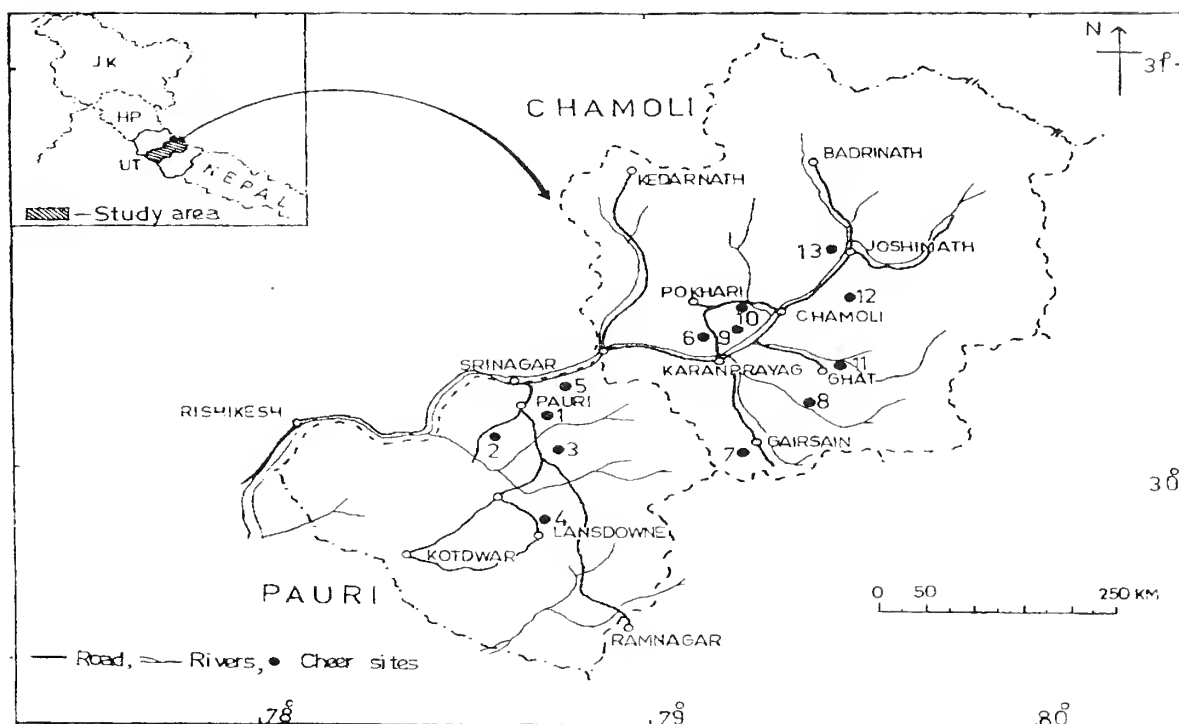 JK
HP
UT
NEPAL
-Study area
N
31°
CHAMOLI
BADRINATH
KEDARNATH
13
JOSHIMATH
12
POKHARI
10
CHAMOLI
6
9
KARANPRAYAG
11
GHAT
SRINAGAR
5
8
PAURI
RISHIKESH
1
2
3
GAIRSAIN
7
30°
4
LANSDOWNE
KOTDWAR
PAURI
0 50 250 KM
RAMNAGAR
Road, Rivers, Cheer sites
78° 79° 80°